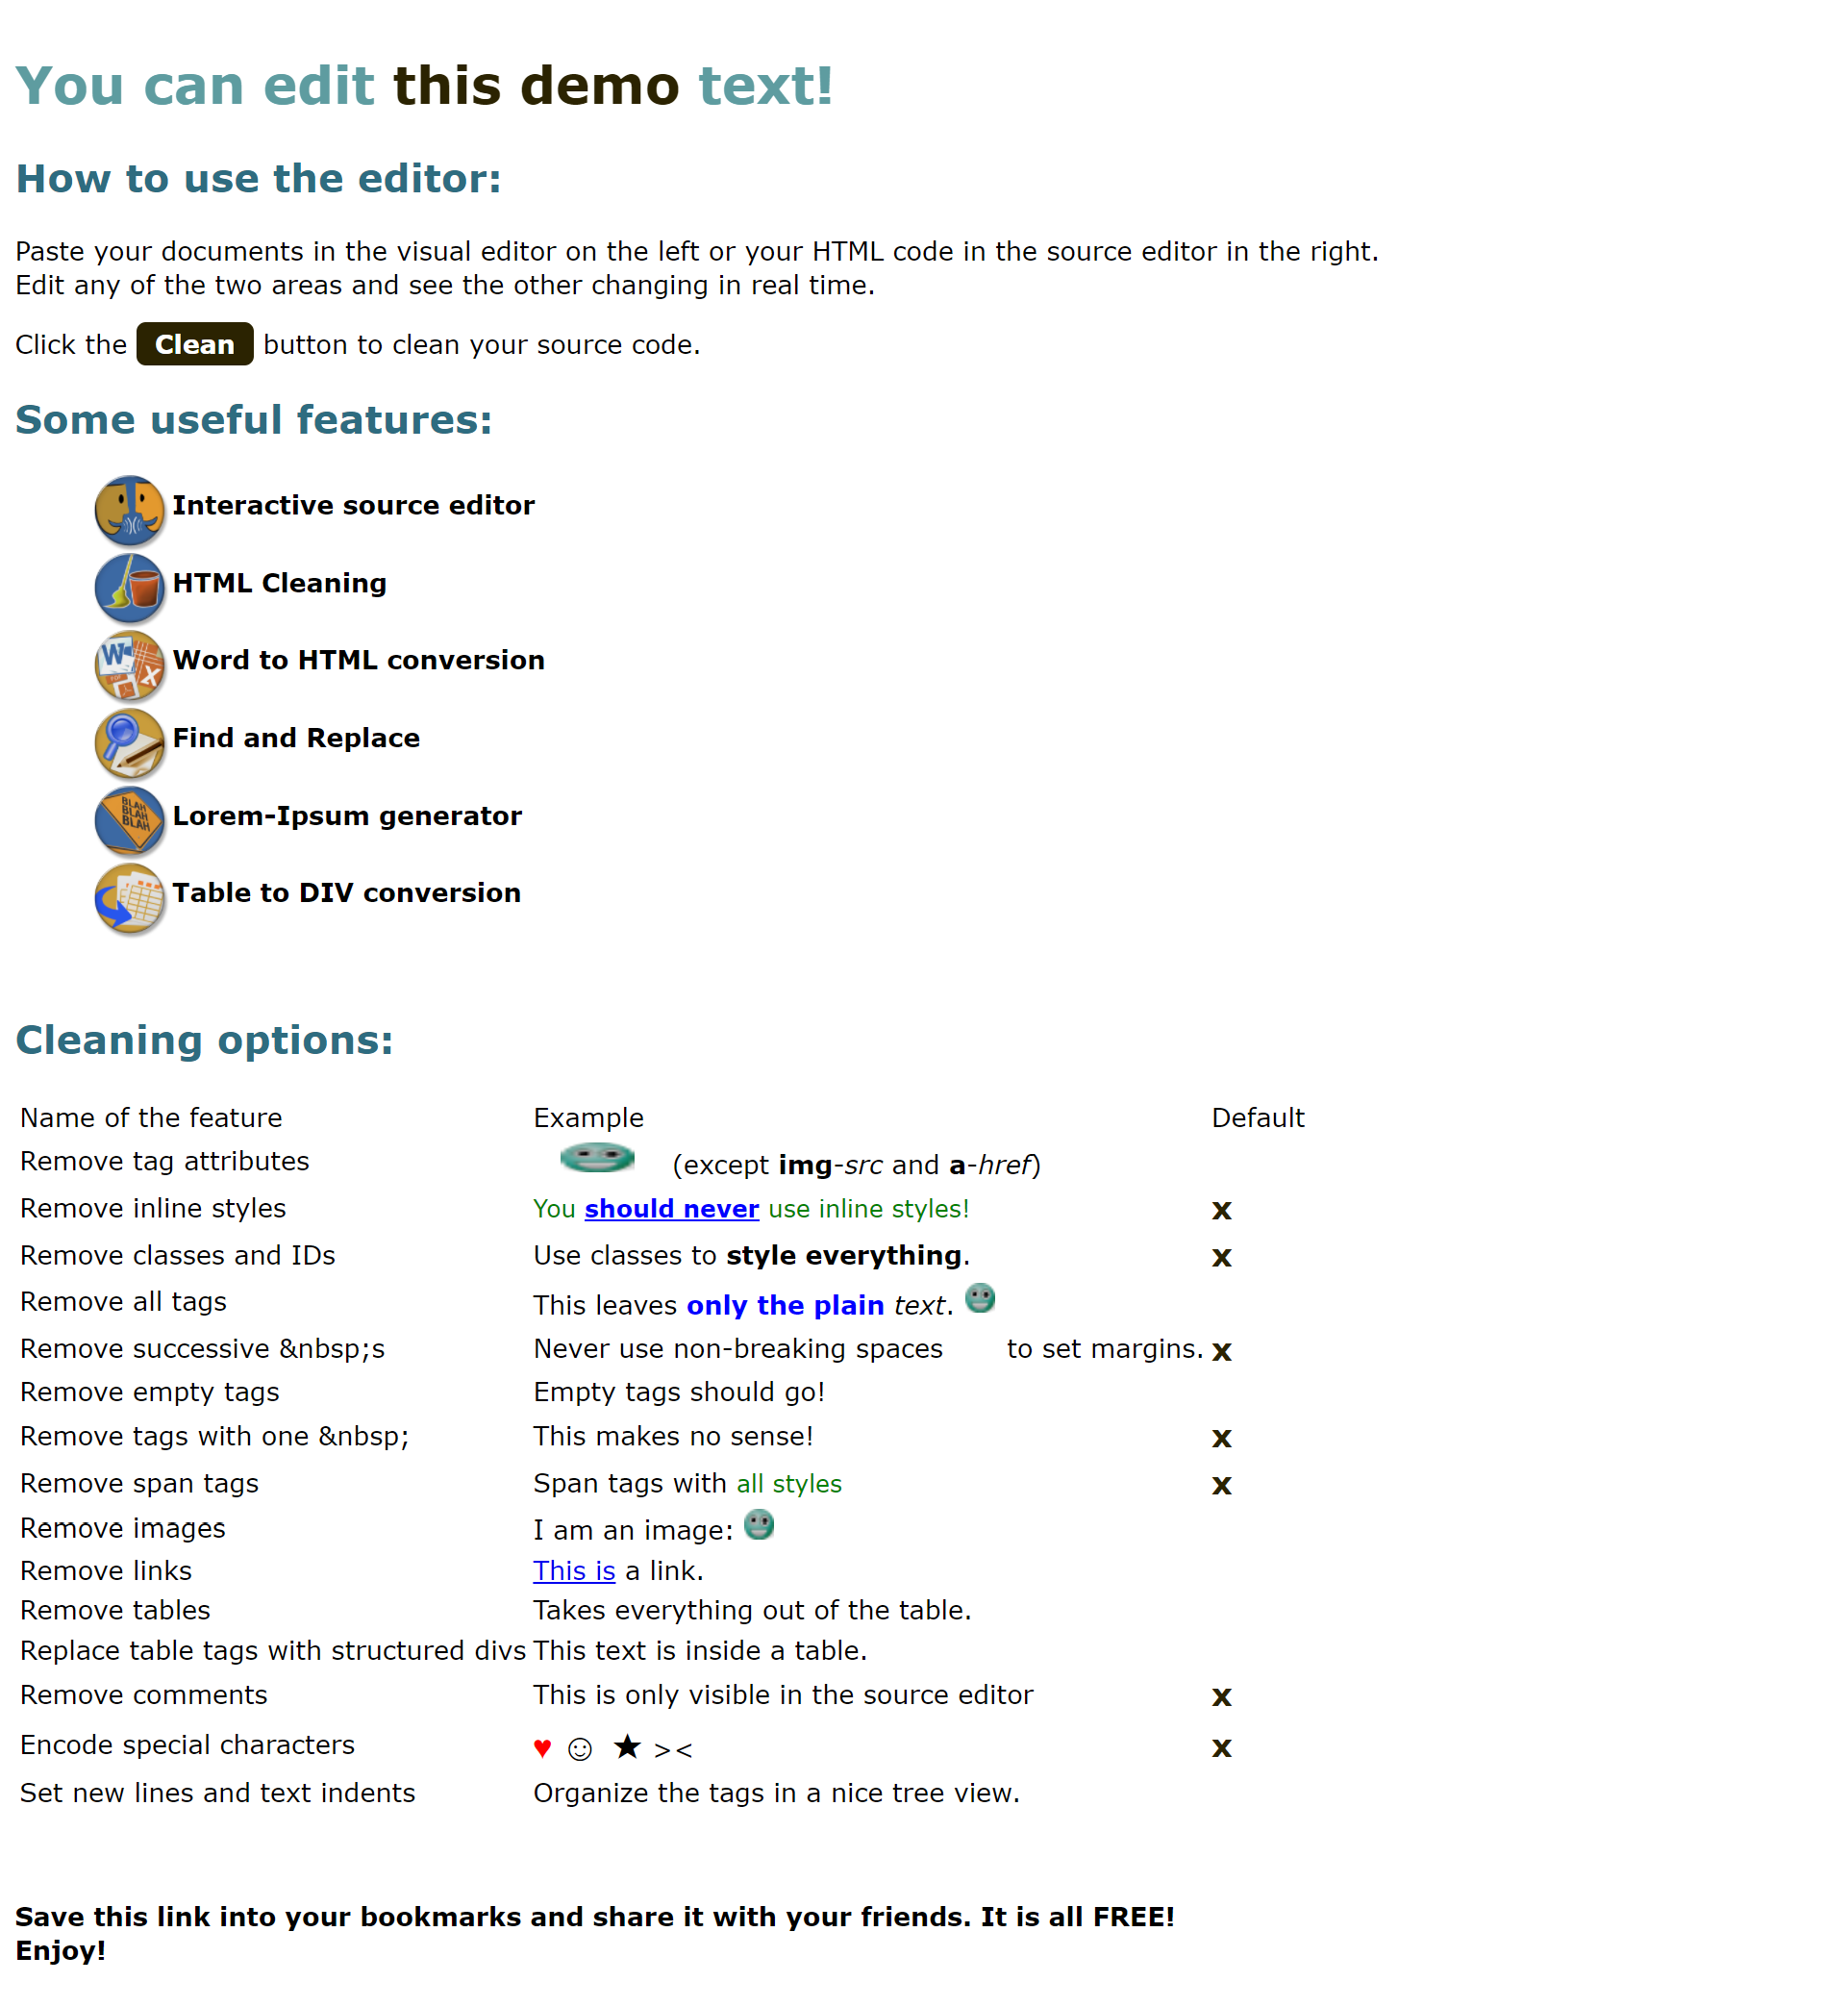 You can edit this demo text!
How to use the editor:
Paste your documents in the visual editor on the left or your HTML code in the source editor in the right.
Edit any of the two areas and see the other changing in real time.
Click the Clean button to clean your source code.
Some useful features:
Interactive source editor
HTML Cleaning
W X PDF
Word to HTML conversion
Find and Replace
BLAH
BLAH
BLAH
Lorem-Ipsum generator
Table to DIV conversion
Cleaning options:
Name of the feature Example Default
Remove tag attributes (except img-src and a-href)
Remove inline styles You should never use inline styles! x
Remove classes and IDs Use classes to style everything. x
Remove all tags This leaves only the plain text.
Remove successive &nbsp;s Never use non-breaking spaces to set margins. x
Remove empty tags Empty tags should go!
Remove tags with one &nbsp; This makes no sense! x
Remove span tags Span tags with all styles x
Remove images I am an image:
Remove links This is a link.
Remove tables Takes everything out of the table.
Replace table tags with structured divs This text is inside a table.
Remove comments This is only visible in the source editor x
Encode special characters ♥ ☺ ★ >< x
Set new lines and text indents Organize the tags in a nice tree view.
Save this link into your bookmarks and share it with your friends. It is all FREE!
Enjoy!